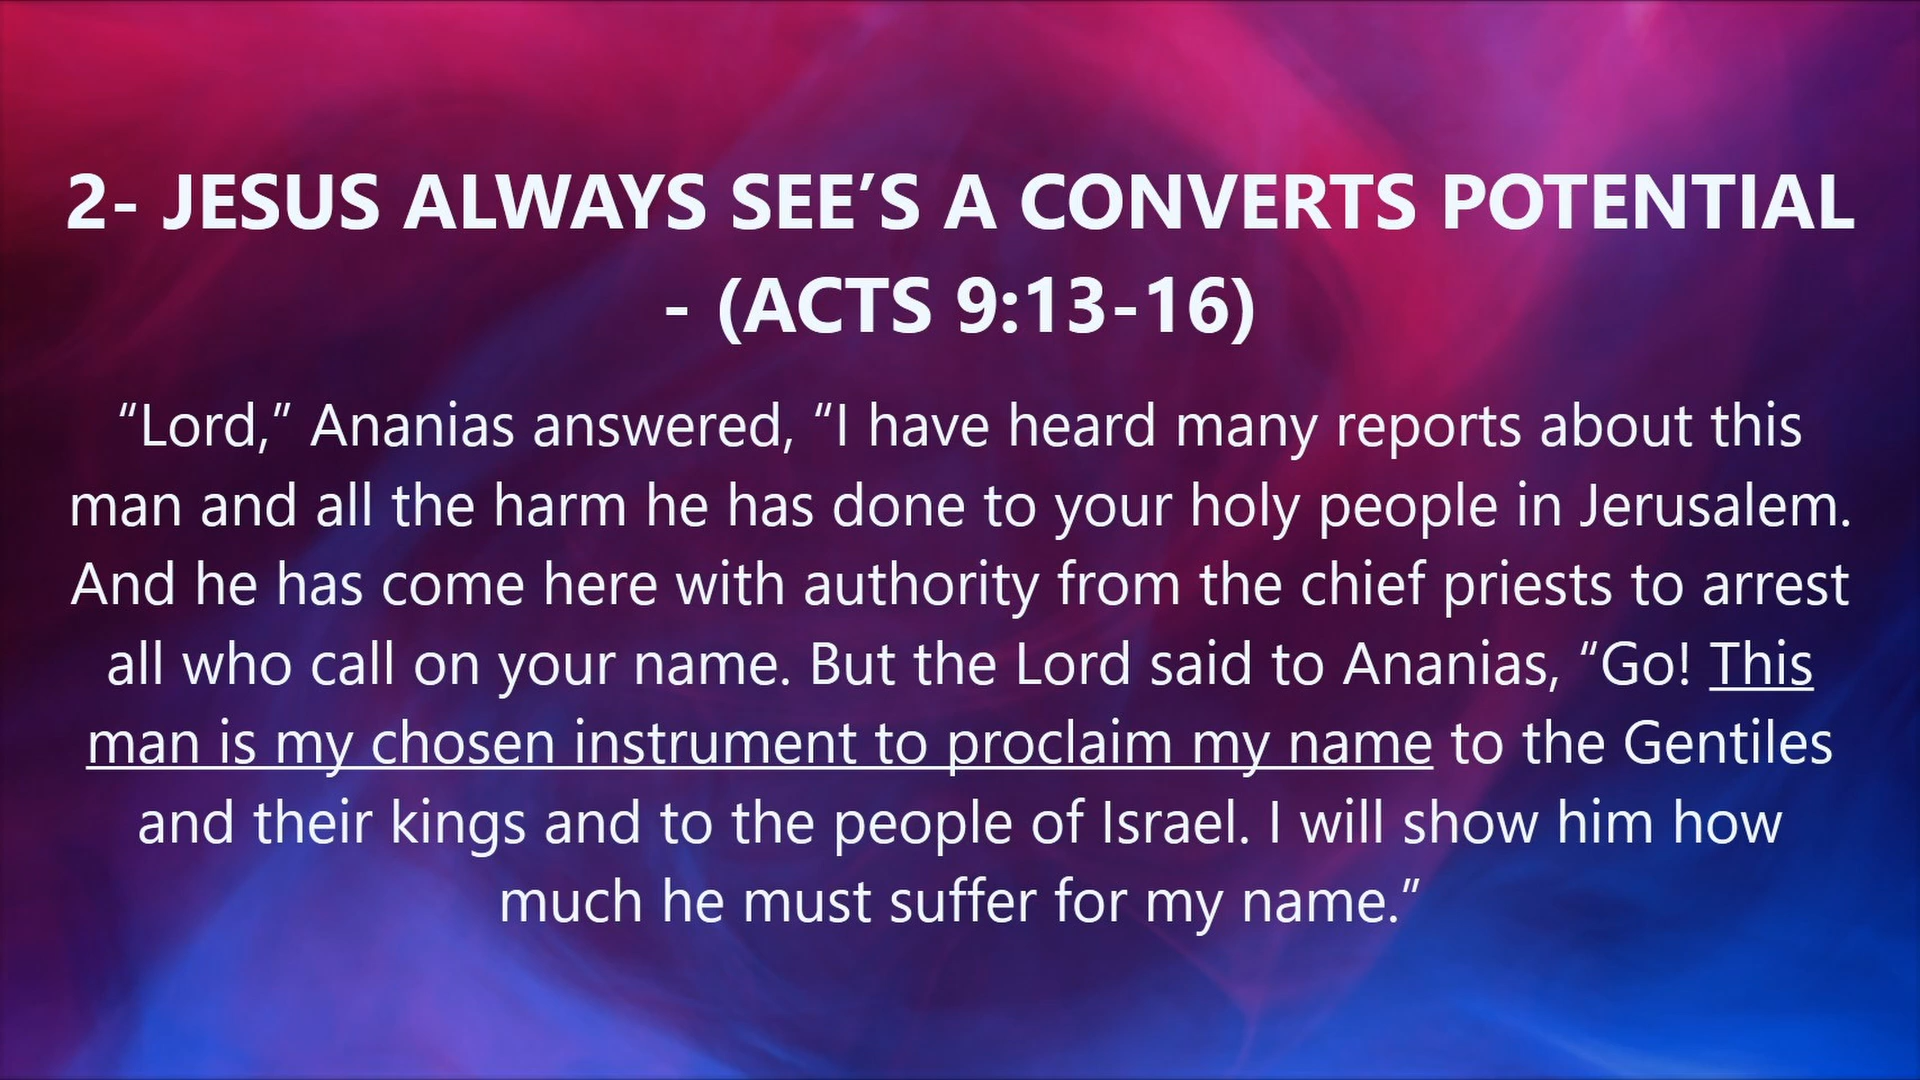 2- JESUS ALWAYS SEE’S A CONVERTS POTENTIAL
- (ACTS 9:13-16)
“Lord,” Ananias answered, “I have heard many reports about this
man and all the harm he has done to your holy people in Jerusalem.
And he has come here with authority from the chief priests to arrest
all who call on your name. But the Lord said to Ananias, “Go! This
man is my chosen instrument to proclaim my name to the Gentiles
and their kings and to the people of Israel. I will show him how
much he must suffer for my name.”